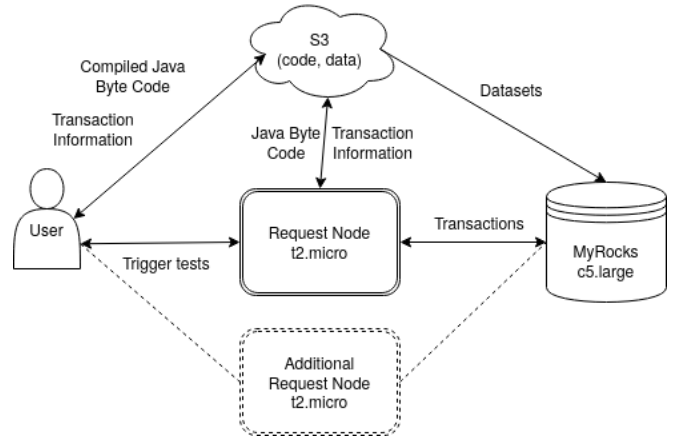 S3
(code, data)
Compiled Java
Byte Code
Transaction
Information
Datasets
Java Byte
Code
Transaction
Information
User
Trigger tests
Request Node
t2.micro
Transactions
MyRocks
c5.large
Additional
Request Node
t2.micro